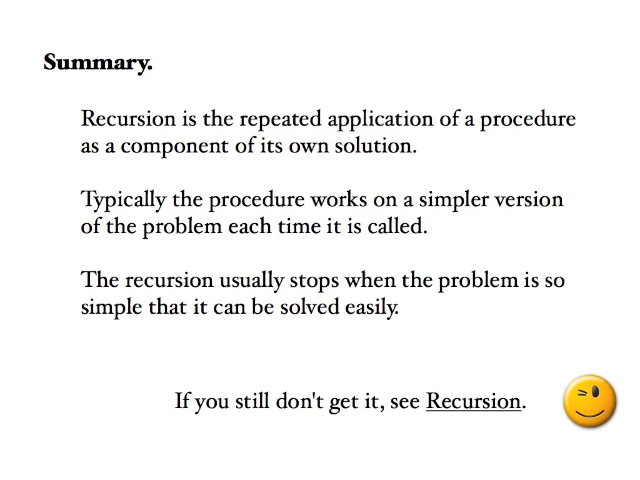 Summary.
Recursion is the repeated application of a procedure
as a component of its own solution.
Typically the procedure works on a simpler version
of the problem each time it is called.
The recursion usually stops when the problem is so
simple that it can be solved easily.
If you still don't get it, see Recursion.